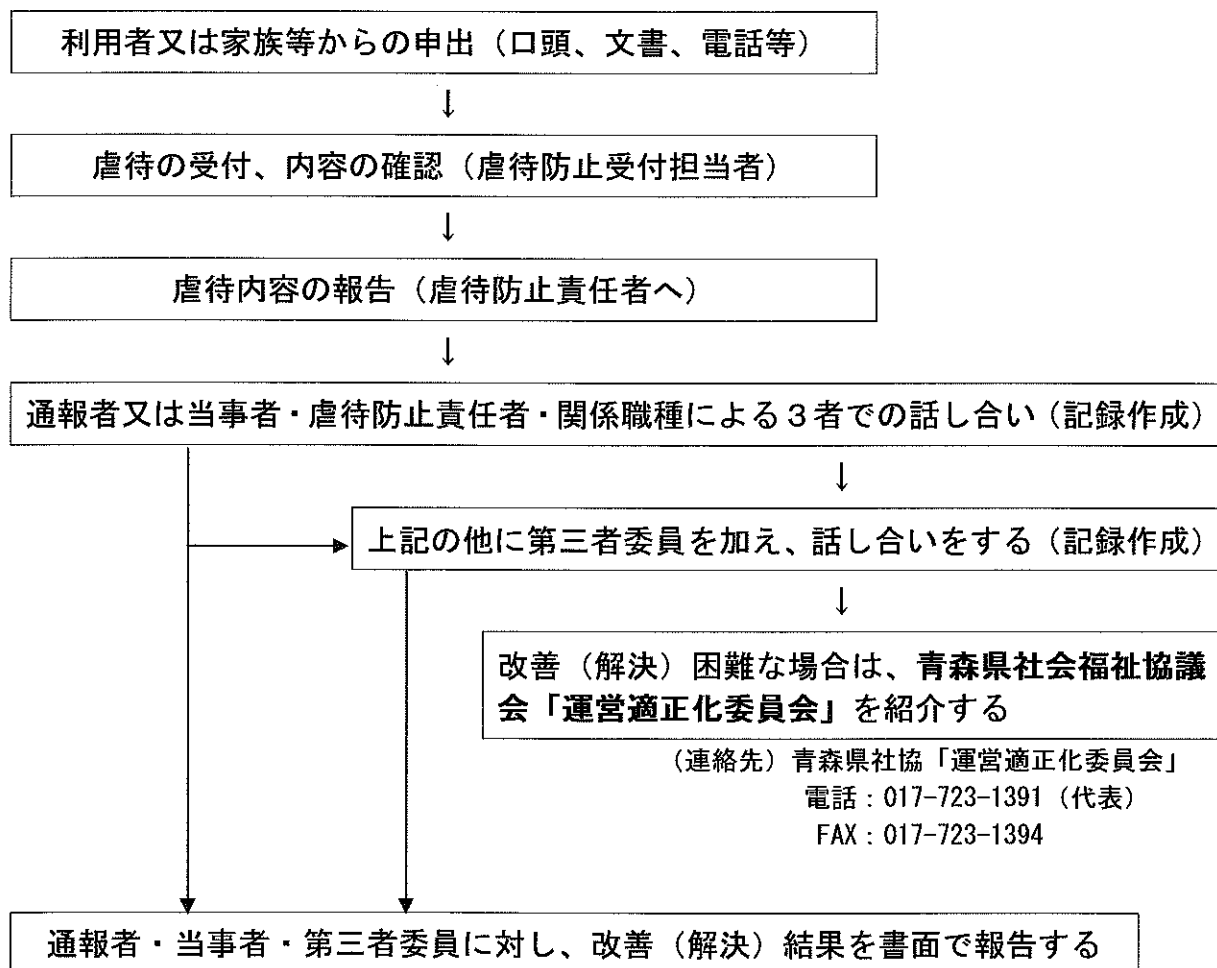 利用者又は家族等からの申出（口頭、文書、電話等）
↓
虐待の受付、内容の確認（虐待防止受付担当者）
↓
虐待内容の報告（虐待防止責任者へ）
↓
通報者又は当事者・虐待防止責任者・関係職種による３者での話し合い（記録作成）
↓
上記の他に第三者委員を加え、話し合いをする（記録作成）
↓
改善（解決）困難な場合は、青森県社会福祉協議
会「運営適正化委員会」を紹介する
（連絡先）青森県社協「運営適正化委員会」
電話：017-723-1391（代表）
FAX：017-723-1394
通報者・当事者・第三者委員に対し、改善（解決）結果を書面で報告する